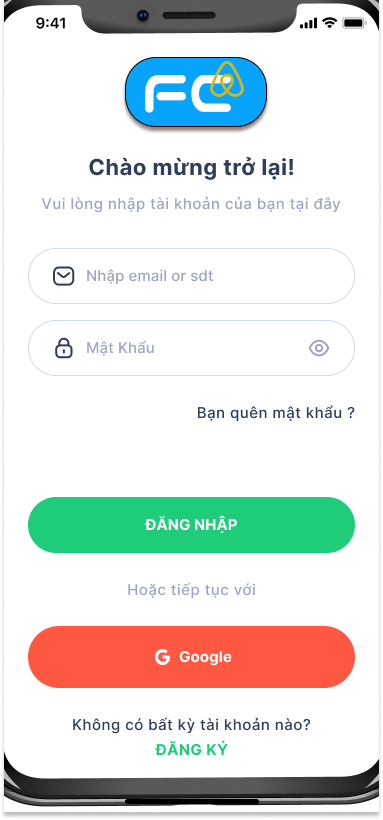 9:41
FC
Chào mừng trở lại!
Vui lòng nhập tài khoản của bạn tại đây
Nhập email or sdt
Mật Khẩu
Bạn quên mật khẩu ?
ĐĂNG NHẬP
Hoặc tiếp tục với
G Google
Không có bất kỳ tài khoản nào?
ĐĂNG KÝ